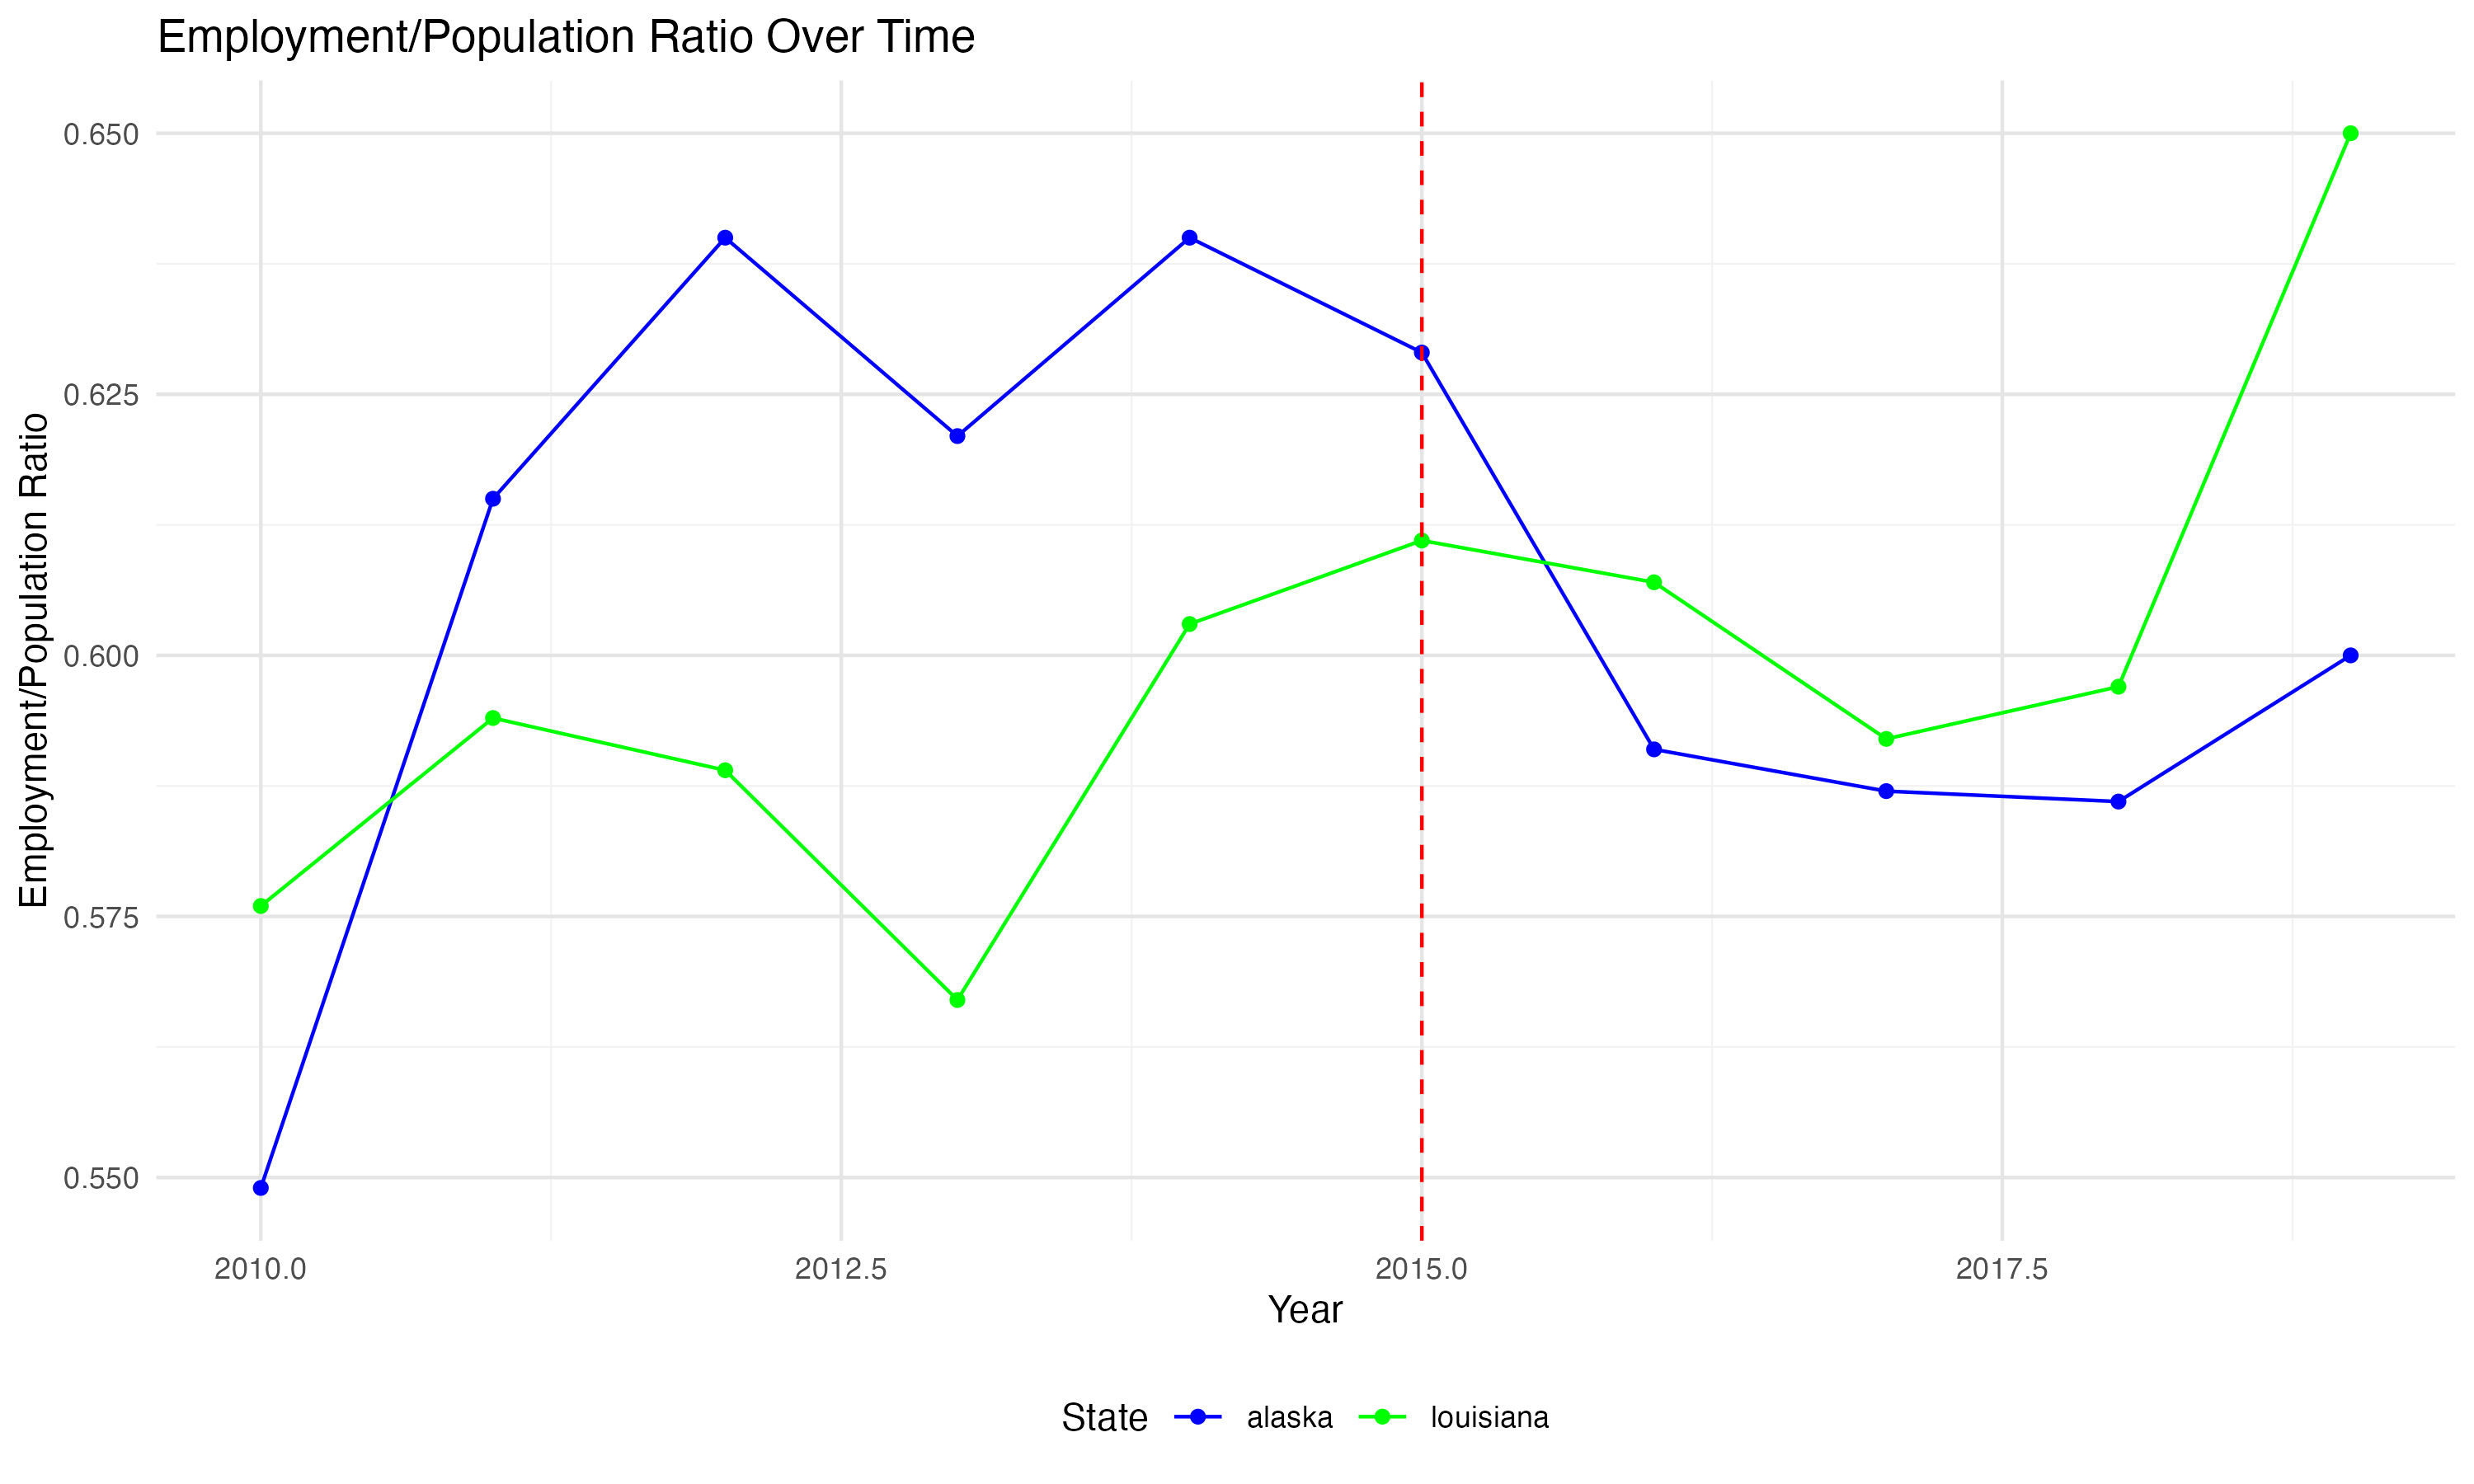 Employment/Population Ratio Over Time
Employment/Population Ratio
0.650
0.625
0.600
0.575
0.550
2010.0 2012.5 2015.0 2017.5
Year
State alaska louisiana